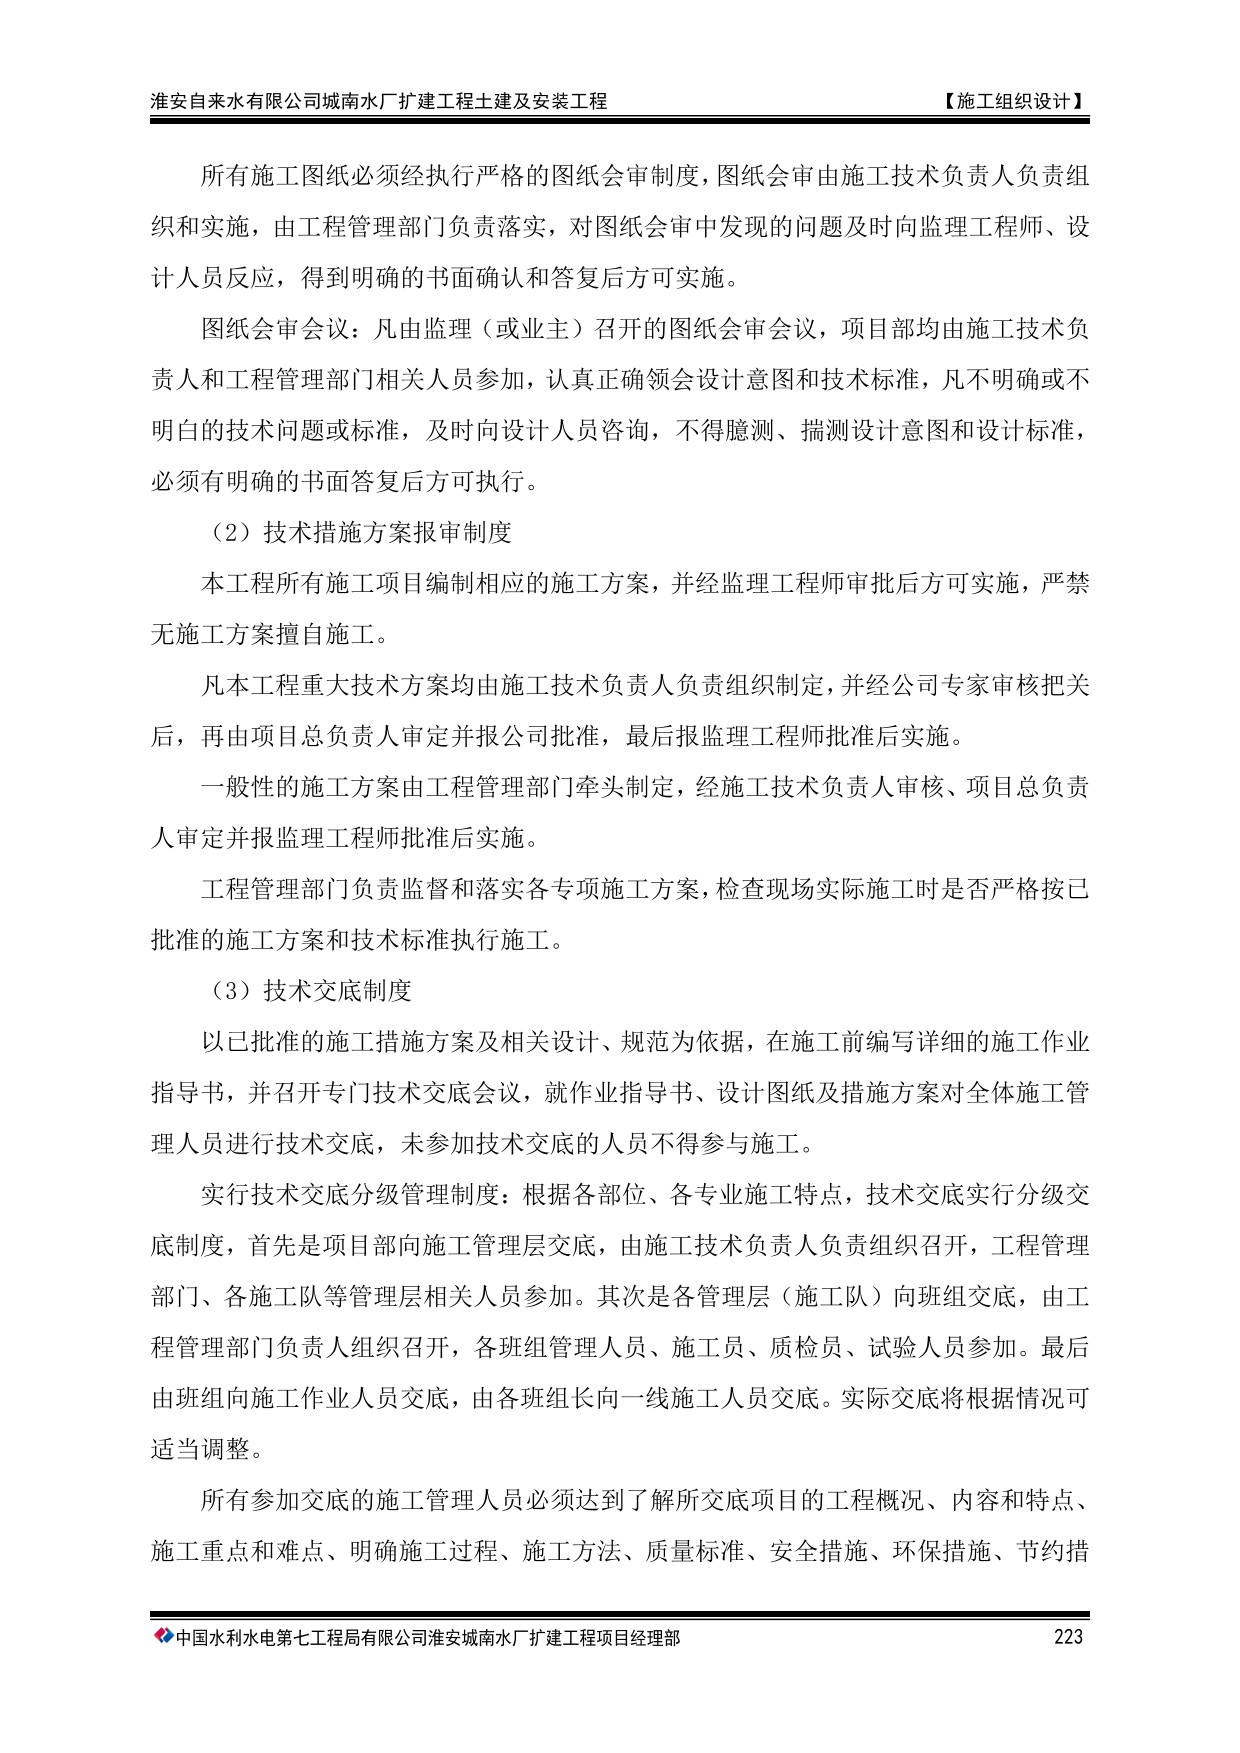 淮安自来水有限公司城南水厂扩建工程土建及安装工程 【施工组织设计】
所有施工图纸必须经执行严格的图纸会审制度，图纸会审由施工技术负责人负责组
织和实施，由工程管理部门负责落实，对图纸会审中发现的问题及时向监理工程师、设
计人员反应，得到明确的书面确认和答复后方可实施。
图纸会审会议：凡由监理（或业主）召开的图纸会审会议，项目部均由施工技术负
责人和工程管理部门相关人员参加，认真正确领会设计意图和技术标准，凡不明确或不
明白的技术问题或标准，及时向设计人员咨询，不得臆测、揣测设计意图和设计标准，
必须有明确的书面答复后方可执行。
（2）技术措施方案报审制度
本工程所有施工项目编制相应的施工方案，并经监理工程师审批后方可实施，严禁
无施工方案擅自施工。
凡本工程重大技术方案均由施工技术负责人负责组织制定，并经公司专家审核把关
后，再由项目总负责人审定并报公司批准，最后报监理工程师批准后实施。
一般性的施工方案由工程管理部门牵头制定，经施工技术负责人审核、项目总负责
人审定并报监理工程师批准后实施。
工程管理部门负责监督和落实各专项施工方案，检查现场实际施工时是否严格按已
批准的施工方案和技术标准执行施工。
（3）技术交底制度
以已批准的施工措施方案及相关设计、规范为依据，在施工前编写详细的施工作业
指导书，并召开专门技术交底会议，就作业指导书、设计图纸及措施方案对全体施工管
理人员进行技术交底，未参加技术交底的人员不得参与施工。
实行技术交底分级管理制度：根据各部位、各专业施工特点，技术交底实行分级交
底制度，首先是项目部向施工管理层交底，由施工技术负责人负责组织召开，工程管理
部门、各施工队等管理层相关人员参加。其次是各管理层（施工队）向班组交底，由工
程管理部门负责人组织召开，各班组管理人员、施工员、质检员、试验人员参加。最后
由班组向施工作业人员交底，由各班组长向一线施工人员交底。实际交底将根据情况可
适当调整。
所有参加交底的施工管理人员必须达到了解所交底项目的工程概况、内容和特点、
施工重点和难点、明确施工过程、施工方法、质量标准、安全措施、环保措施、节约措
中国水利水电第七工程局有限公司淮安城南水厂扩建工程项目经理部 223